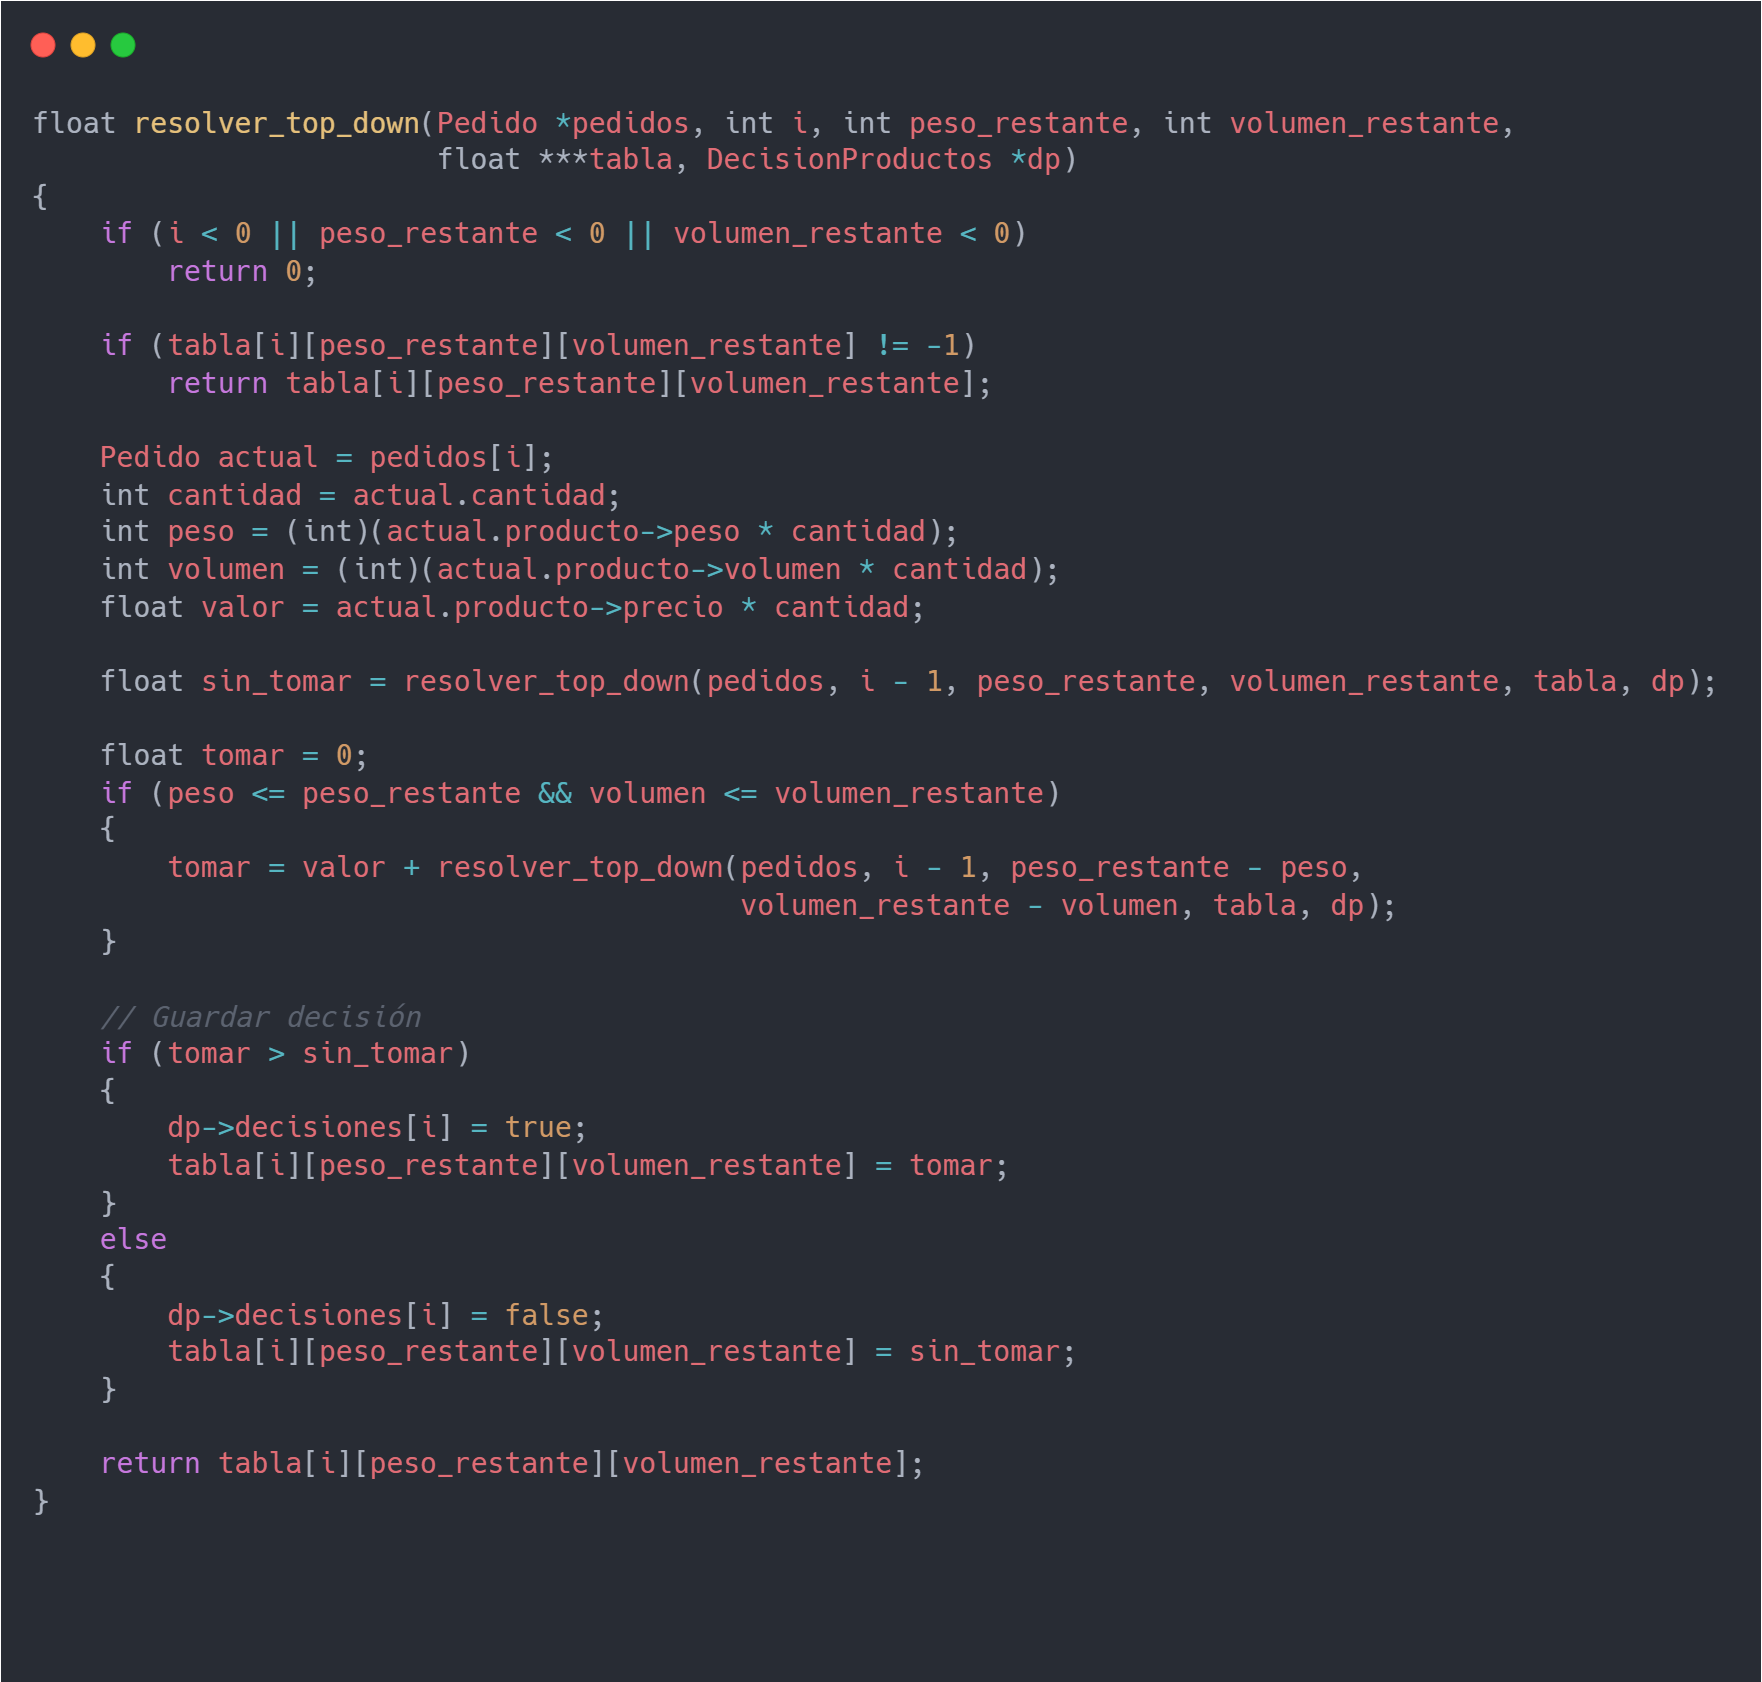 float resolver_top_down(Pedido *pedidos, int i, int peso_restante, int volumen_restante,
                        float ***tabla, DecisionProductos *dp)
{
    if (i < 0 || peso_restante < 0 || volumen_restante < 0)
        return 0;

    if (tabla[i][peso_restante][volumen_restante] != -1)
        return tabla[i][peso_restante][volumen_restante];

    Pedido actual = pedidos[i];
    int cantidad = actual.cantidad;
    int peso = (int)(actual.producto->peso * cantidad);
    int volumen = (int)(actual.producto->volumen * cantidad);
    float valor = actual.producto->precio * cantidad;

    float sin_tomar = resolver_top_down(pedidos, i - 1, peso_restante, volumen_restante, tabla, dp);

    float tomar = 0;
    if (peso <= peso_restante && volumen <= volumen_restante)
    {
        tomar = valor + resolver_top_down(pedidos, i - 1, peso_restante - peso,
                                          volumen_restante - volumen, tabla, dp);
    }

    // Guardar decisión
    if (tomar > sin_tomar)
    {
        dp->decisiones[i] = true;
        tabla[i][peso_restante][volumen_restante] = tomar;
    }
    else
    {
        dp->decisiones[i] = false;
        tabla[i][peso_restante][volumen_restante] = sin_tomar;
    }

    return tabla[i][peso_restante][volumen_restante];
}